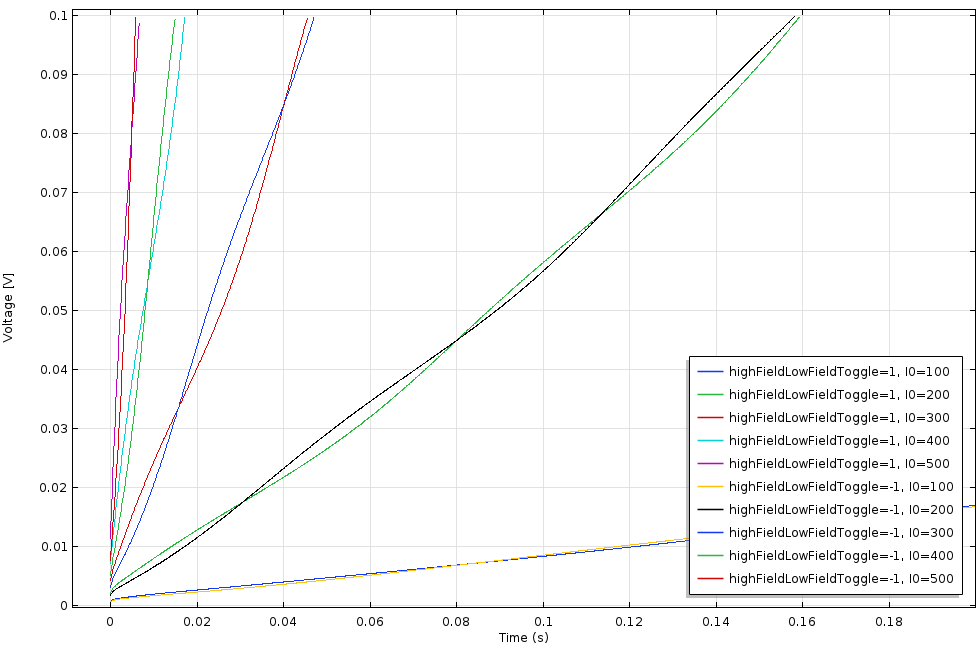 0.1
0.09
0.08
0.07
0.06
0.05
0.04
0.03
0.02
0.01
0
Voltage [V]
highFieldLowFieldToggle=1, I0=100
highFieldLowFieldToggle=1, I0=200
highFieldLowFieldToggle=1, I0=300
highFieldLowFieldToggle=1, I0=400
highFieldLowFieldToggle=1, I0=500
highFieldLowFieldToggle=-1, I0=100
highFieldLowFieldToggle=-1, I0=200
highFieldLowFieldToggle=-1, I0=300
highFieldLowFieldToggle=-1, I0=400
highFieldLowFieldToggle=-1, I0=500
0 0.02 0.04 0.06 0.08 0.1 0.12 0.14 0.16 0.18
Time (s)